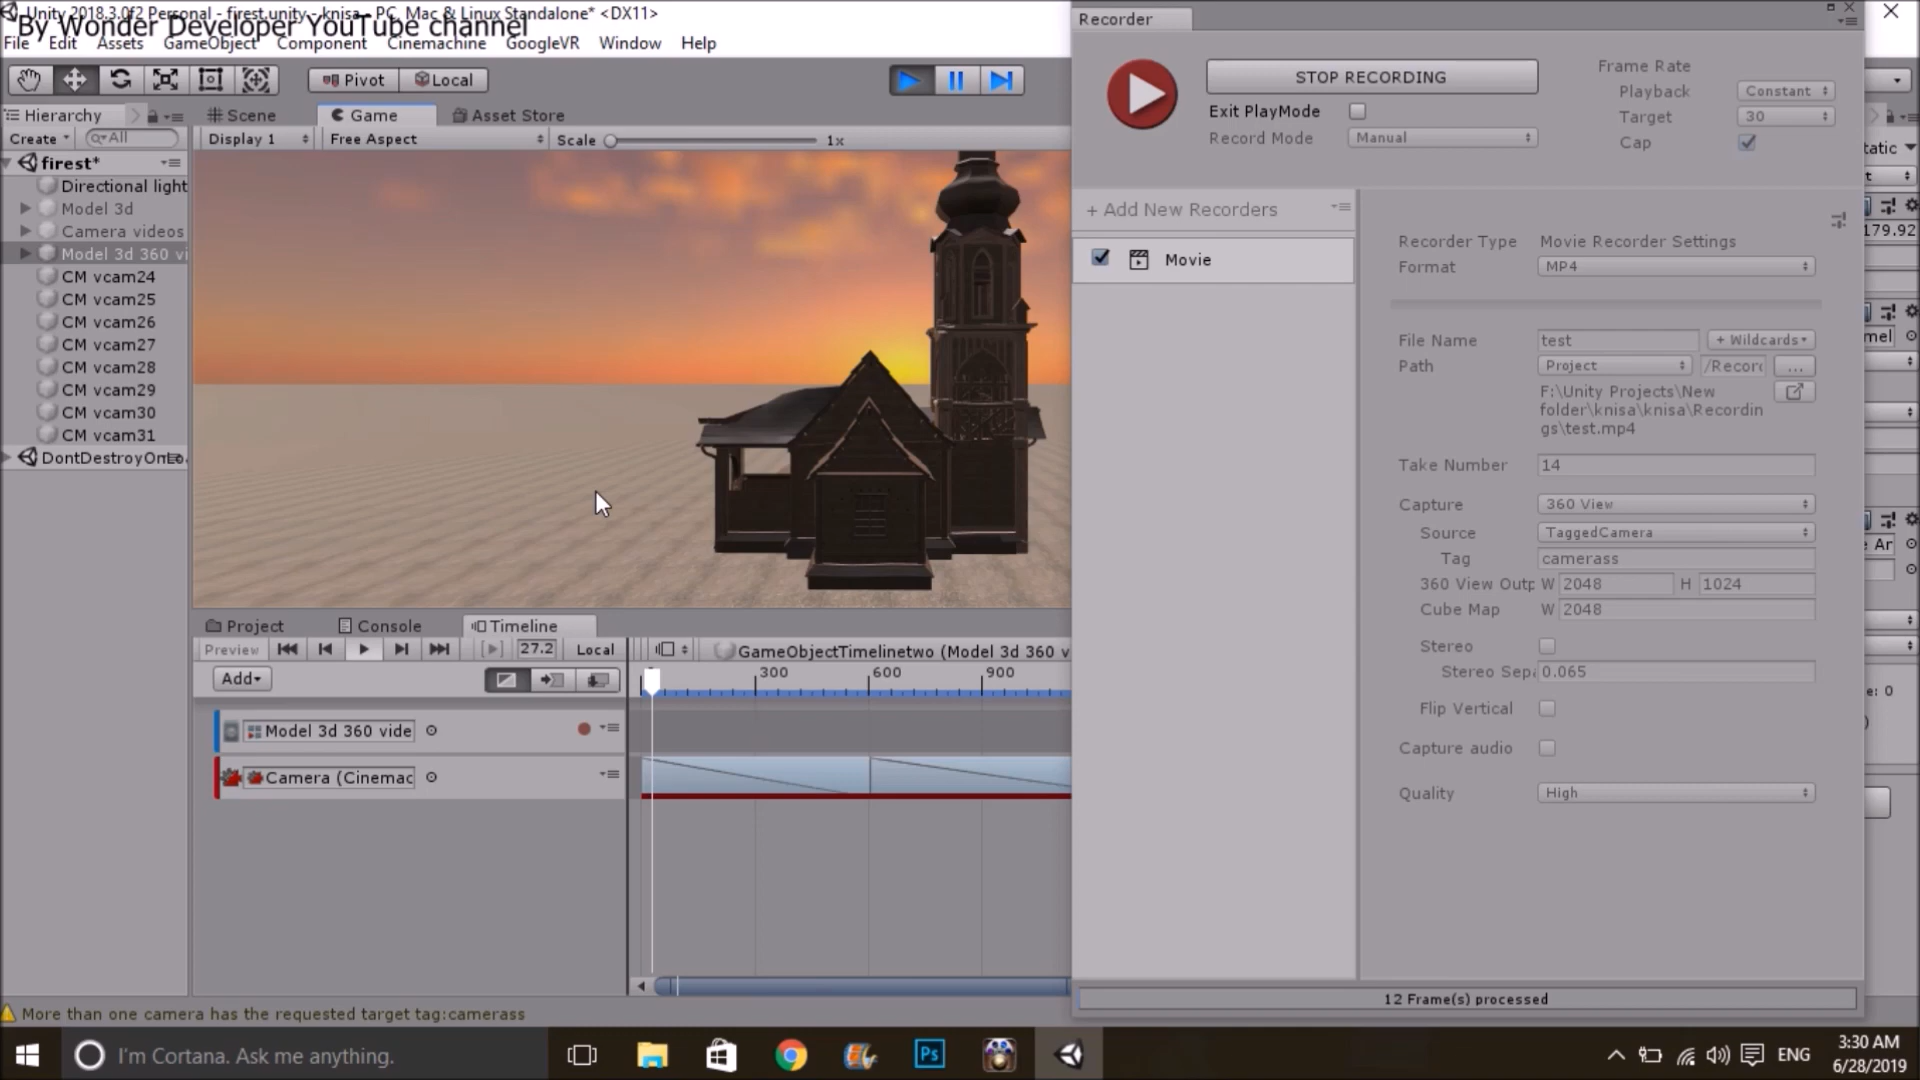 Unity 2018.3.0f2 Personal - firest.unity - knisa - PC, Mac & Linux Standalone* <DX11>
By Wonder Developer YouTube channel
File Edit Assets GameObject Component Cinemachine GoogleVR Window Help
Pivot Local
Hierarchy
Scene Game Asset Store
Create All
Display 1 Free Aspect Scale 1x
firest*
Directional light
Model 3d
Camera videos
Model 3d 360 vi
CM vcam24
CM vcam25
CM vcam26
CM vcam27
CM vcam28
CM vcam29
CM vcam30
CM vcam31
DontDestroyOnLo
Recorder
STOP RECORDING
Exit PlayMode
Record Mode Manual
Frame Rate
Playback Constant
Target 30
Cap
+ Add New Recorders
Movie
Recorder Type Movie Recorder Settings
Format MP4
File Name test + Wildcards
Path Project /Recor ...
F:\Unity Projects\New
folder\knisa\knisa\Recordin
gs\test.mp4
Take Number 14
Capture 360 View
Source TaggedCamera
Tag camerass
360 View Outp W 2048 H 1024
Cube Map W 2048
Stereo
Stereo Sepa 0.065
Flip Vertical
Capture audio
Quality High
12 Frame(s) processed
tatic
t
179.92
mel
e Ar
e: 0
)
Project Console Timeline
Preview 27.2 Local GameObjectTimelinetwo (Model 3d 360 v
Add 300 600 900
Model 3d 360 vide
Camera (Cinemac
More than one camera has the requested target tag:camerass
I'm Cortana. Ask me anything.
Ps
ENG
3:30 AM
6/28/2019